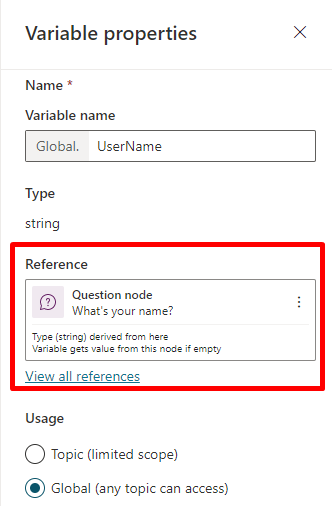 Variable properties
Name *
Variable name
Global. UserName
Type
string
Reference
Question node
What's your name?
Type (string) derived from here
Variable gets value from this node if empty
View all references
Usage
Topic (limited scope)
Global (any topic can access)